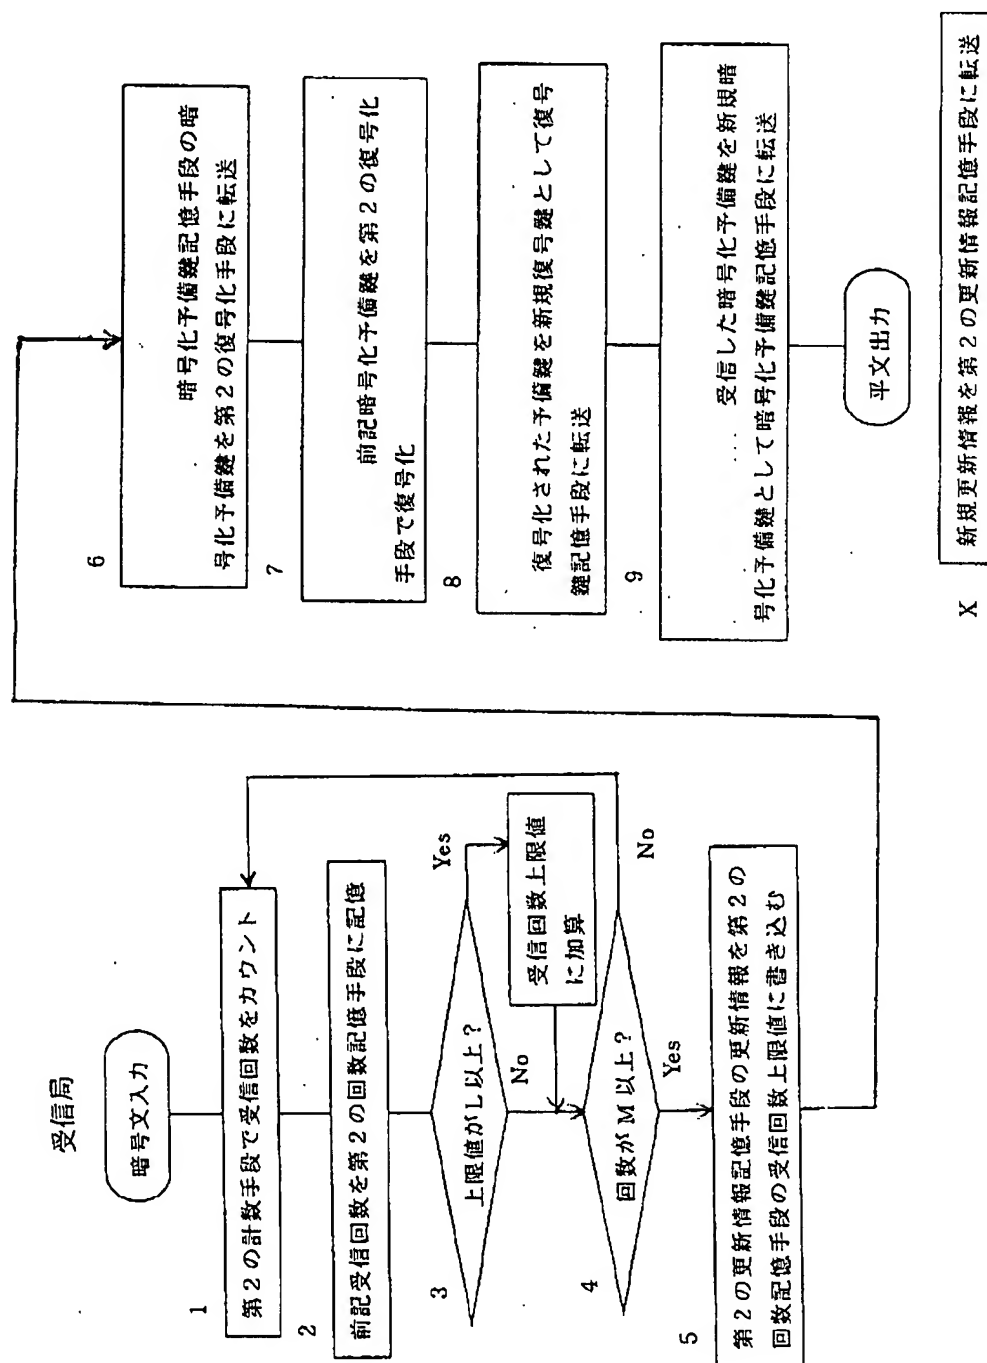 受信局
暗号文入力
1
第2の計数手段で受信回数をカウント
2
前記受信回数を第2の回数記憶手段に記憶
3
上限値がL以上?
Yes
受信回数上限値
に加算
No
4
回数がM以上?
No
Yes
5
第2の更新情報記憶手段の更新情報を第2の
回数記憶手段の受信回数上限値に書き込む
6
暗号化予備鍵記憶手段の暗
号化予備鍵を第2の復号化手段に転送
7
前記暗号化予備鍵を第2の復号化
手段で復号化
8
復号化された予備鍵を新規復号鍵として復号
鍵記憶手段に転送
9
受信した暗号化予備鍵を新規暗
号化予備鍵として暗号化予備鍵記憶手段に転送
平文出力
X
新規更新情報を第2の更新情報記憶手段に転送